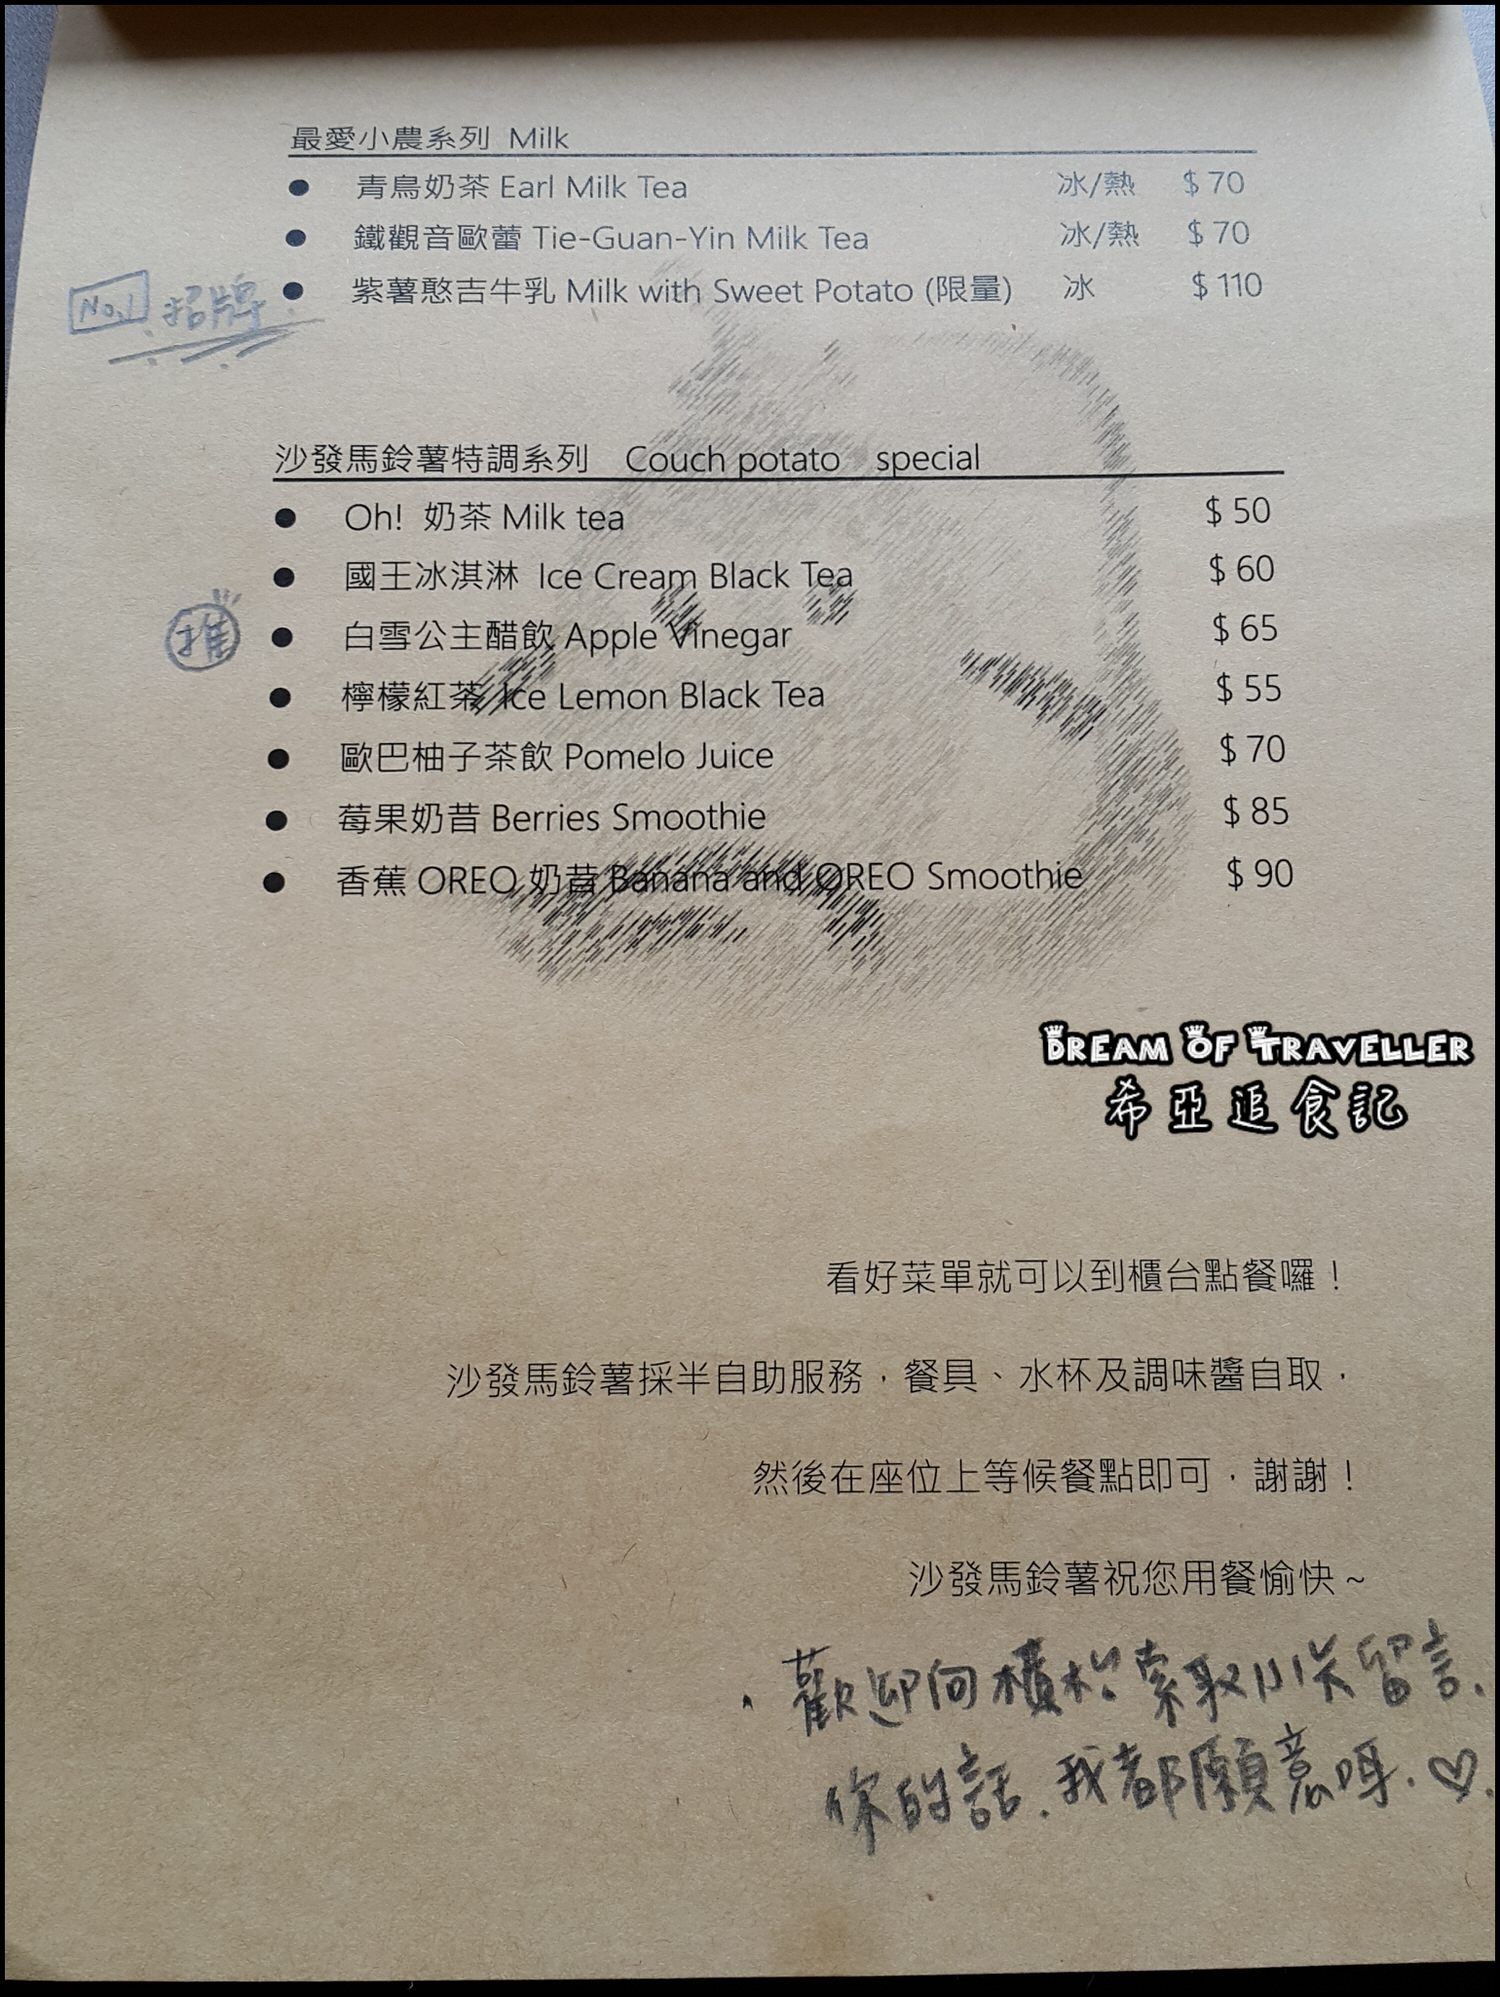 最愛小農系列 Milk
● 青鳥奶茶 Earl Milk Tea 冰/熱 $ 70
● 鐵觀音歐蕾 Tie-Guan-Yin Milk Tea 冰/熱 $ 70
No.1 招牌 ● 紫薯憨吉牛乳 Milk with Sweet Potato (限量) 冰 $ 110
沙發馬鈴薯特調系列 Couch potato special
● Oh! 奶茶 Milk tea $ 50
● 國王冰淇淋 Ice Cream Black Tea $ 60
推 ● 白雪公主醋飲 Apple Vinegar $ 65
● 檸檬紅茶 Ice Lemon Black Tea $ 55
● 歐巴柚子茶飲 Pomelo Juice $ 70
● 莓果奶昔 Berries Smoothie $ 85
● 香蕉 OREO 奶昔 Banana and OREO Smoothie $ 90
DREAM OF TRAVELLER
希亞追食記
看好菜單就可以到櫃台點餐囉！
沙發馬鈴薯採半自助服務，餐具、水杯及調味醬自取，
然後在座位上等候餐點即可，謝謝！
沙發馬鈴薯祝您用餐愉快~
歡迎向櫃枱索取小卡留言.
你的話.我都願意呀.♡.